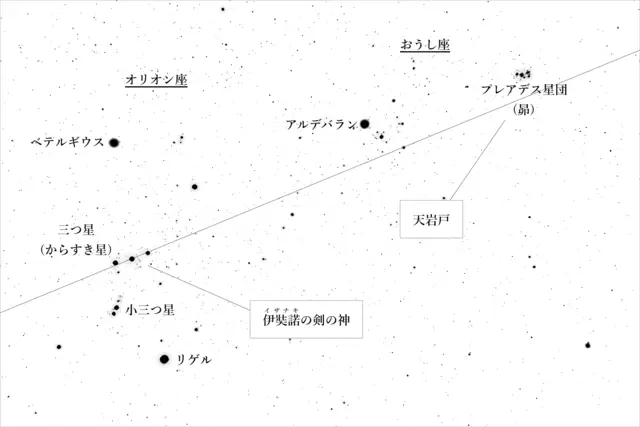 おうし座
オリオン座
プレアデス星団
（昴）
アルデバラン
ベテルギウス
天岩戸
三つ星
（からすき星）
イザナキ
伊弉諾の剣の神
小三つ星
リゲル